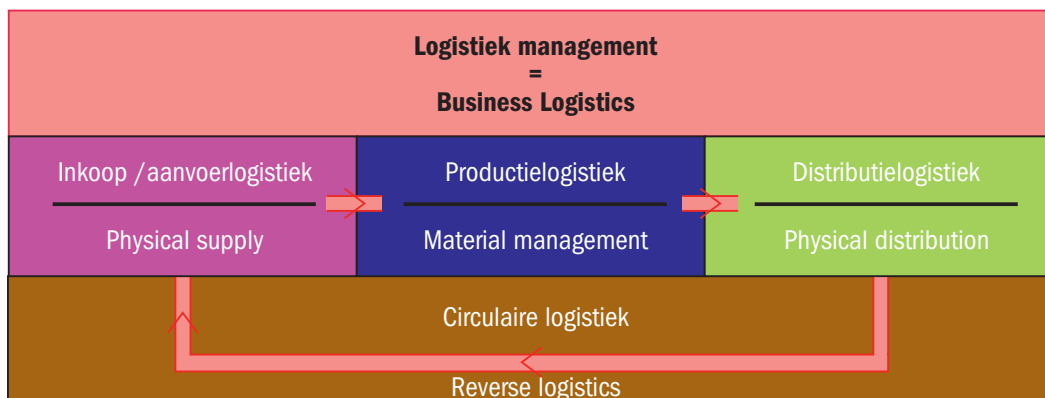 Logistiek management
=
Business Logistics
Inkoop /aanvoerlogistiek
Physical supply
Productielogistiek
Material management
Distributielogistiek
Physical distribution
Circulaire logistiek
Reverse logistics